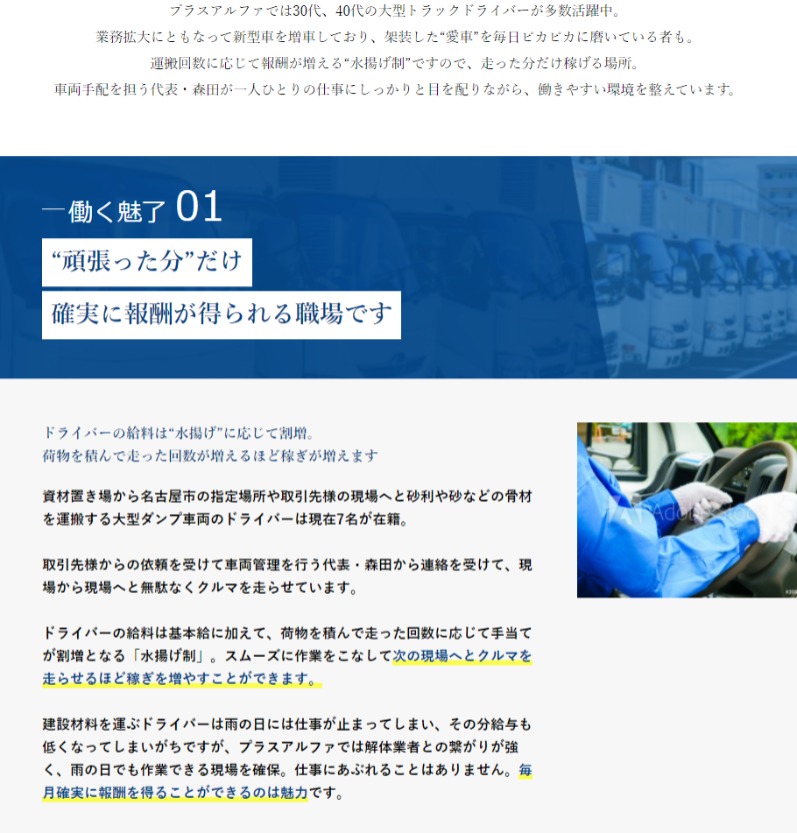 プラスアルファでは30代、40代の大型トラックドライバーが多数活躍中。
業務拡大にともなって新型車を増車しており、架装した“愛車”を毎日ピカピカに磨いている者も。
運搬回数に応じて報酬が増える“水揚げ制”ですので、走った分だけ稼げる場所。
車両手配を担う代表・森田が一人ひとりの仕事にしっかりと目を配りながら、働きやすい環境を整えています。
働く魅了 01
“頑張った分”だけ
確実に報酬が得られる職場です
ドライバーの給料は“水揚げ”に応じて割増。
荷物を積んで走った回数が増えるほど稼ぎが増えます
資材置き場から名古屋市の指定場所や取引先様の現場へと砂利や砂などの骨材
を運搬する大型ダンプ車両のドライバーは現在7名が在籍。
取引先様からの依頼を受けて車両管理を行う代表・森田から連絡を受けて、現
場から現場へと無駄なくクルマを走らせています。
ドライバーの給料は基本給に加えて、荷物を積んで走った回数に応じて手当て
が割増となる「水揚げ制」。スムーズに作業をこなして次の現場へとクルマを
走らせるほど稼ぎを増やすことができます。
建設材料を運ぶドライバーは雨の日には仕事が止まってしまい、その分給与も
低くなってしまいがちですが、プラスアルファでは解体業者との繋がりが強
く、雨の日でも作業できる現場を確保。仕事にあぶれることはありません。毎
月確実に報酬を得ることができるのは魅力です。